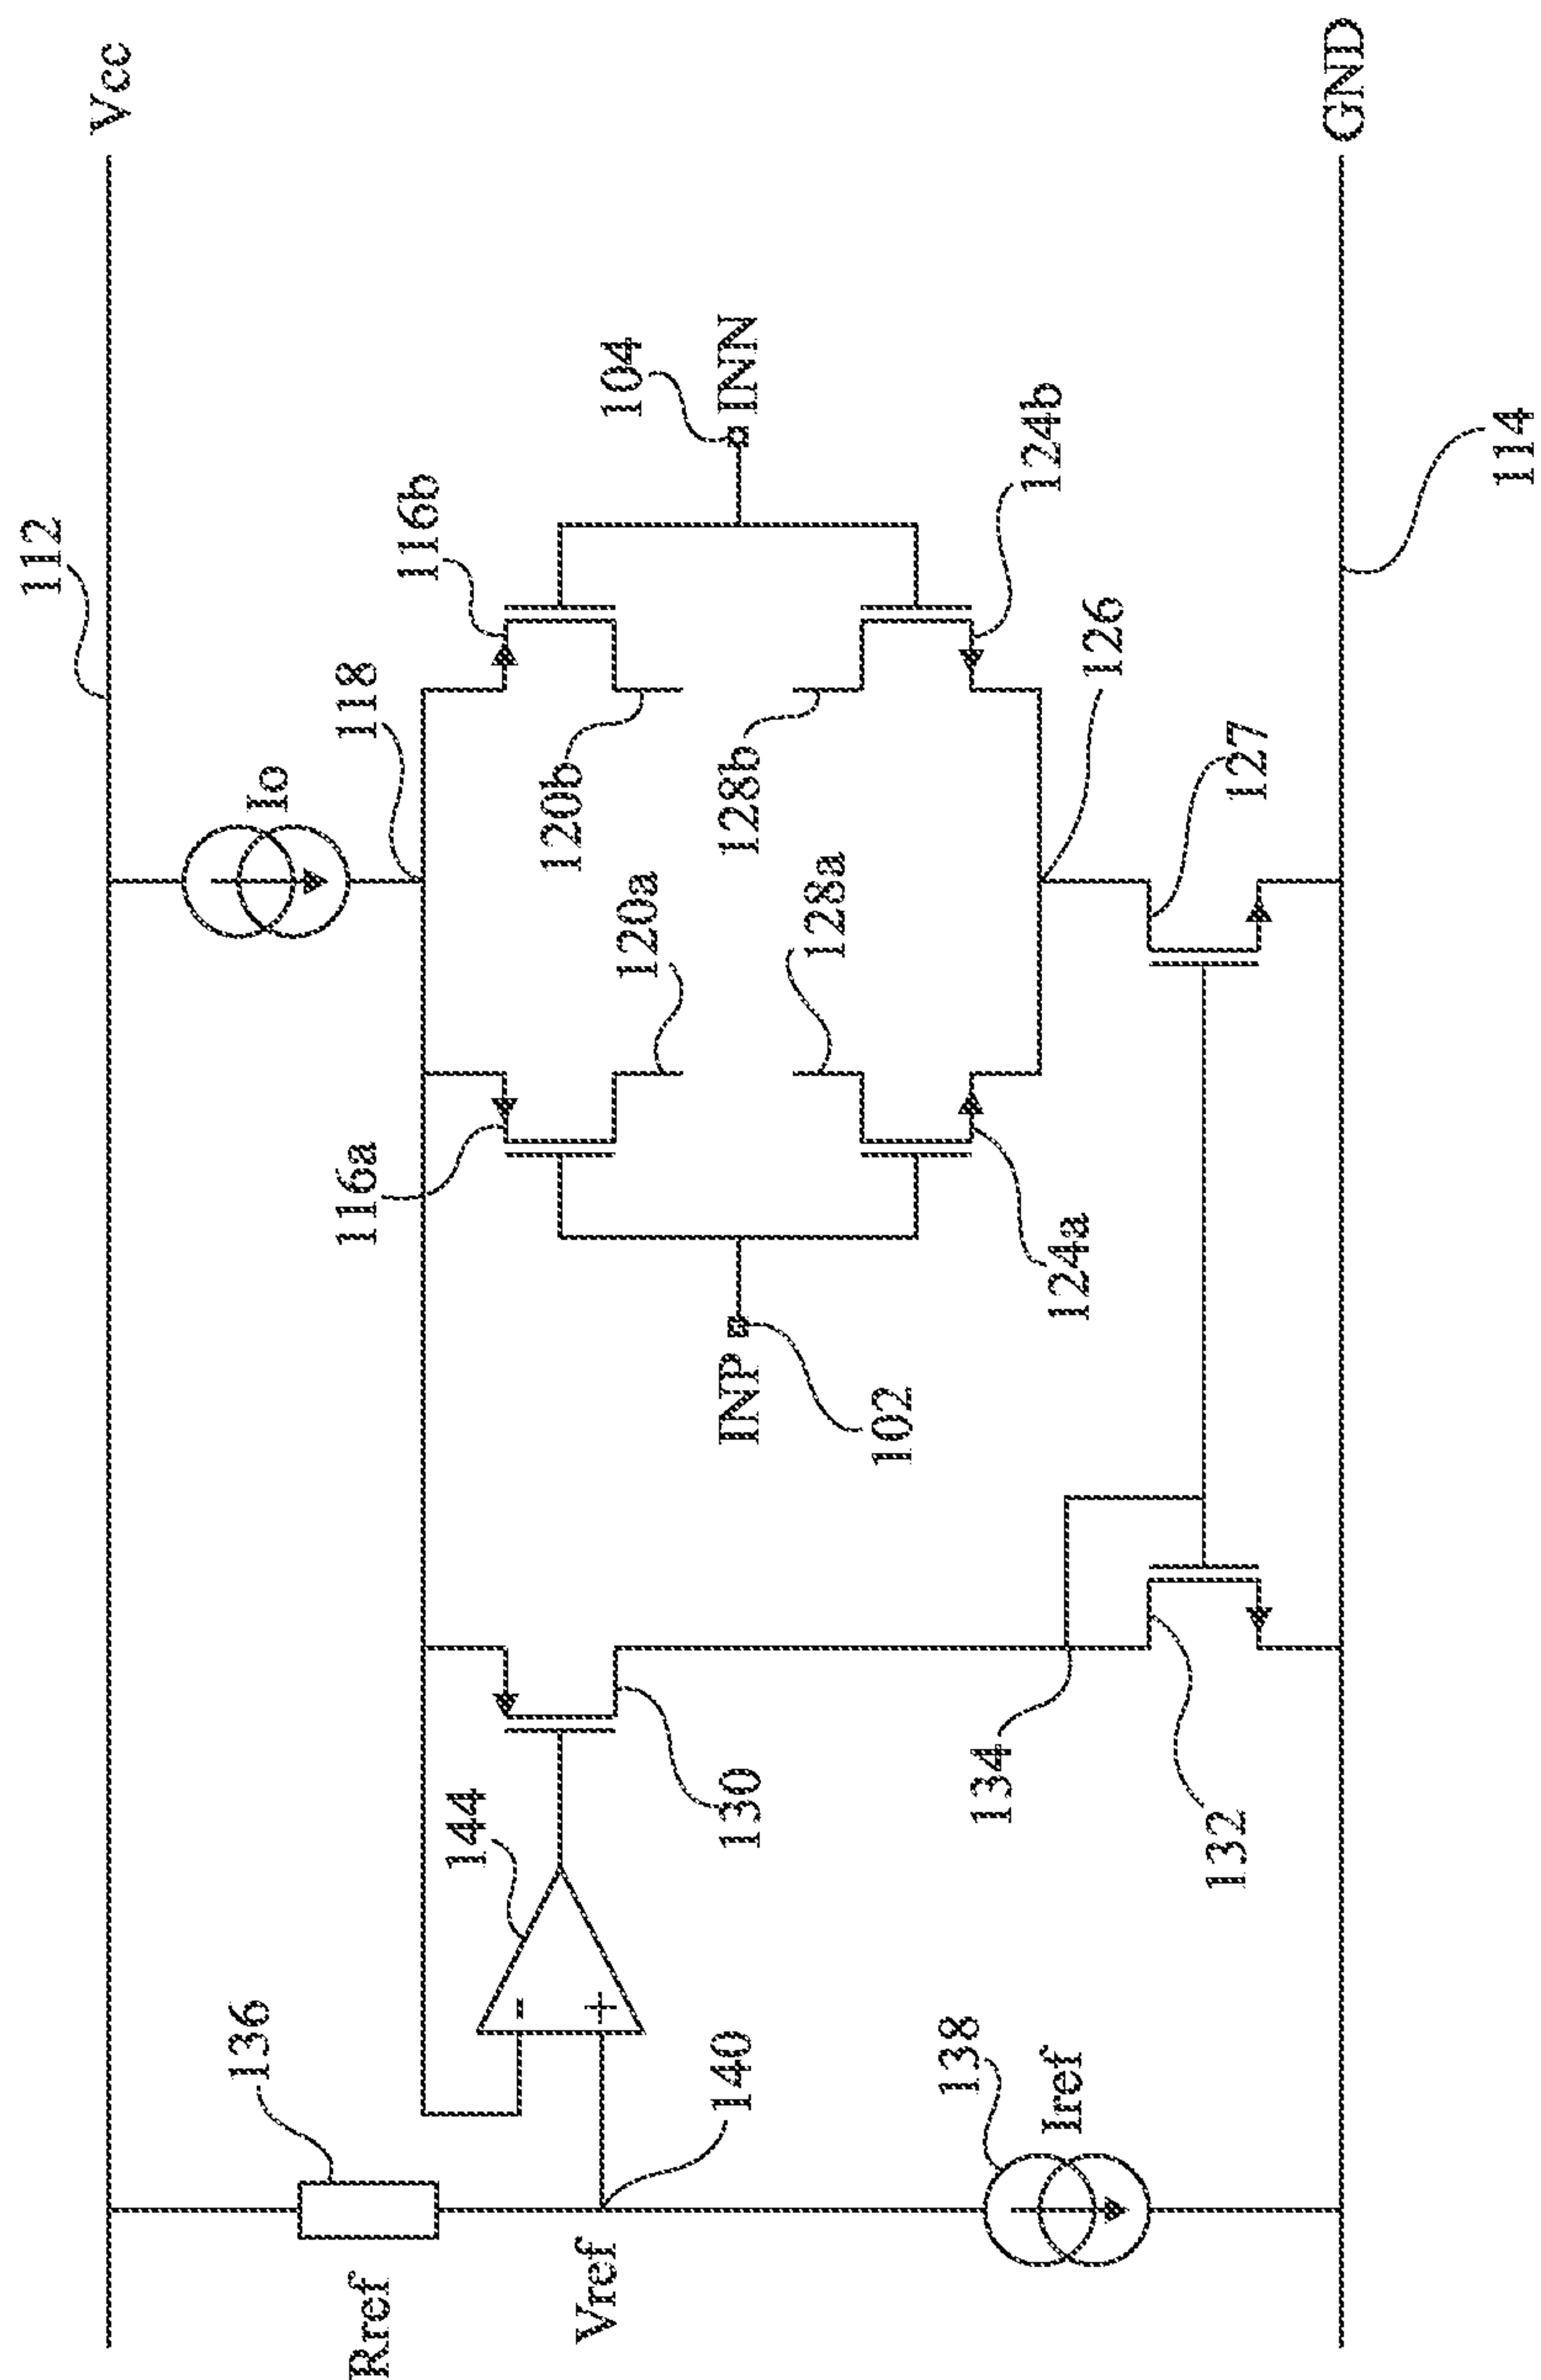 Vcc
112
Io
118
136
Rref
144
116a
116b
120a
120b
104
INN
INP
102
128a
128b
130
Vref
140
124a
124b
126
134
127
138
Iref
132
114
GND